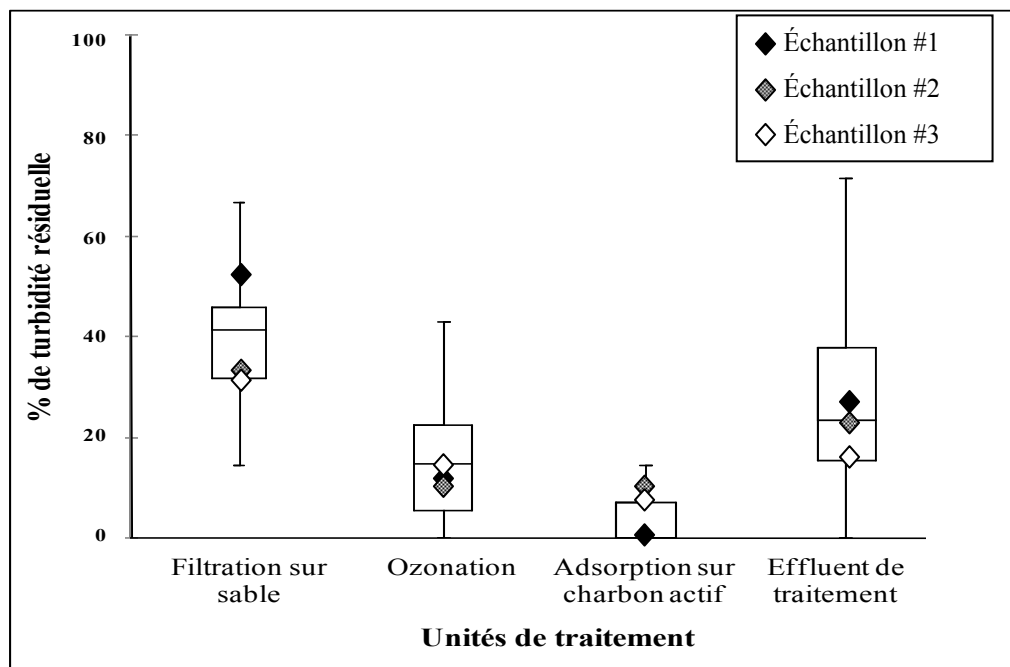 Échantillon #1
Échantillon #2
Échantillon #3
% de turbidité résiduelle
100
80
60
40
20
0
Filtration sur
sable
Ozonation
Adsorption sur
charbon actif
Effluent de
traitement
Unités de traitement